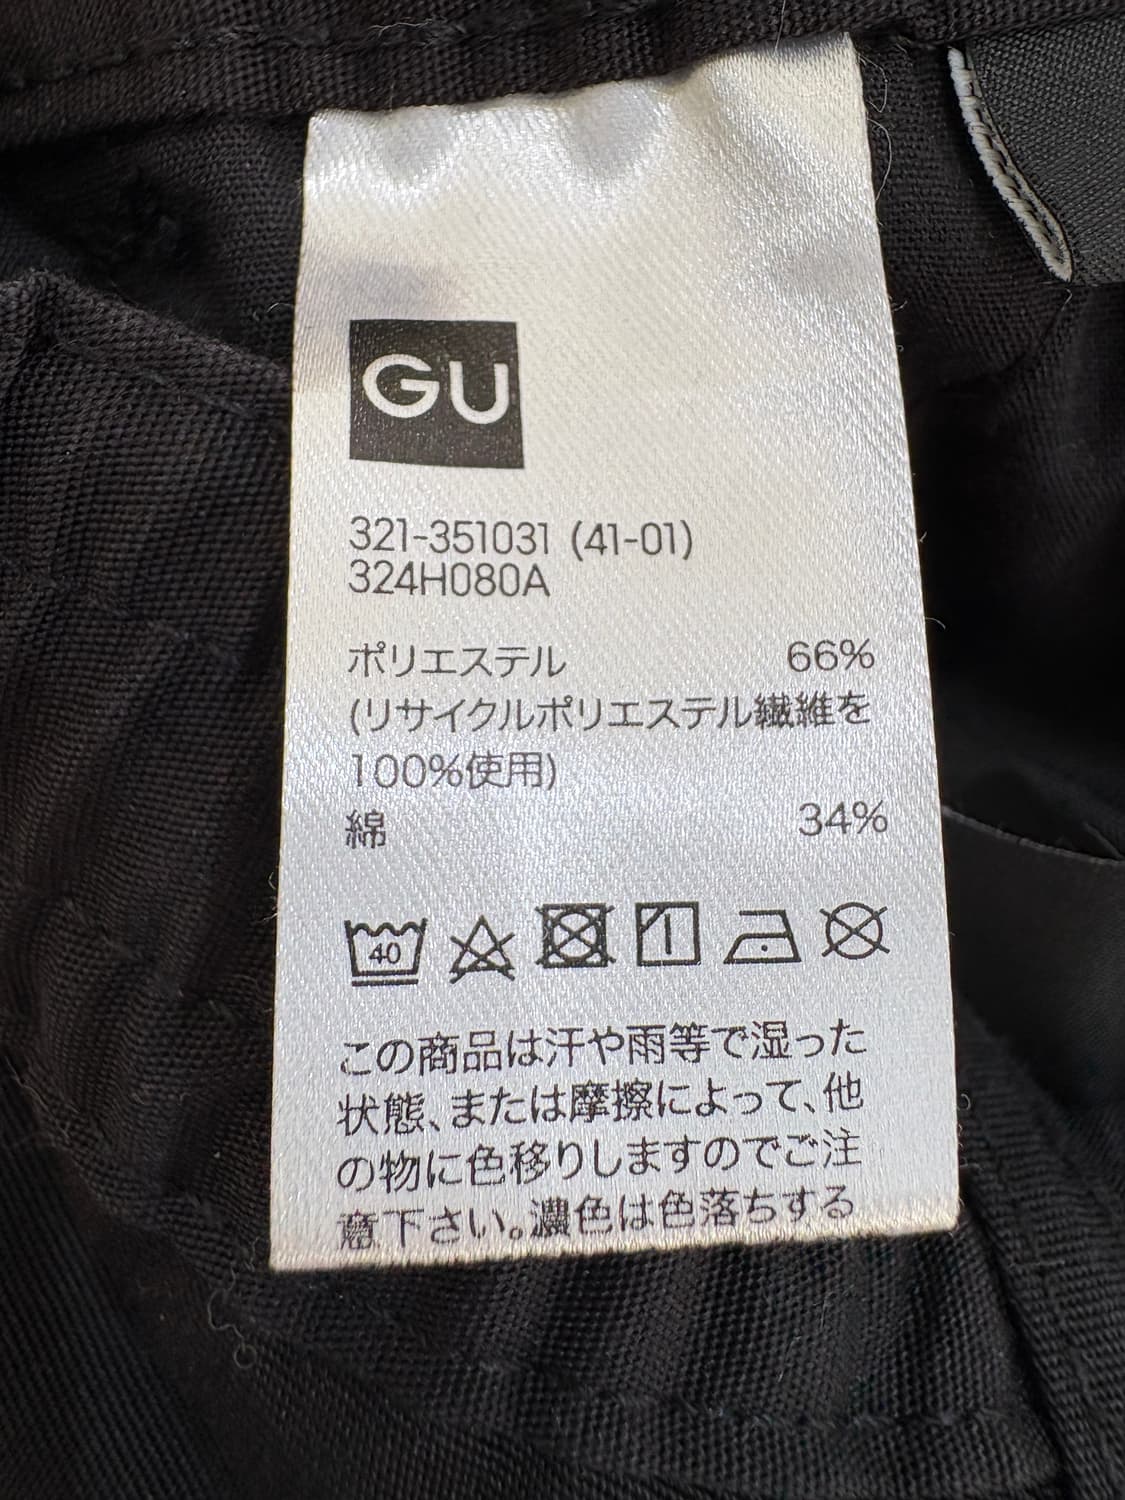 GU
321-351031 (41-01)
324H080A
ポリエステル 66%
(リサイクルポリエステル繊維を
100%使用)
綿 34%
40
この商品は汗や雨等で湿った
状態、または摩擦によって、他
の物に色移りしますのでご注
意下さい。濃色は色落ちする